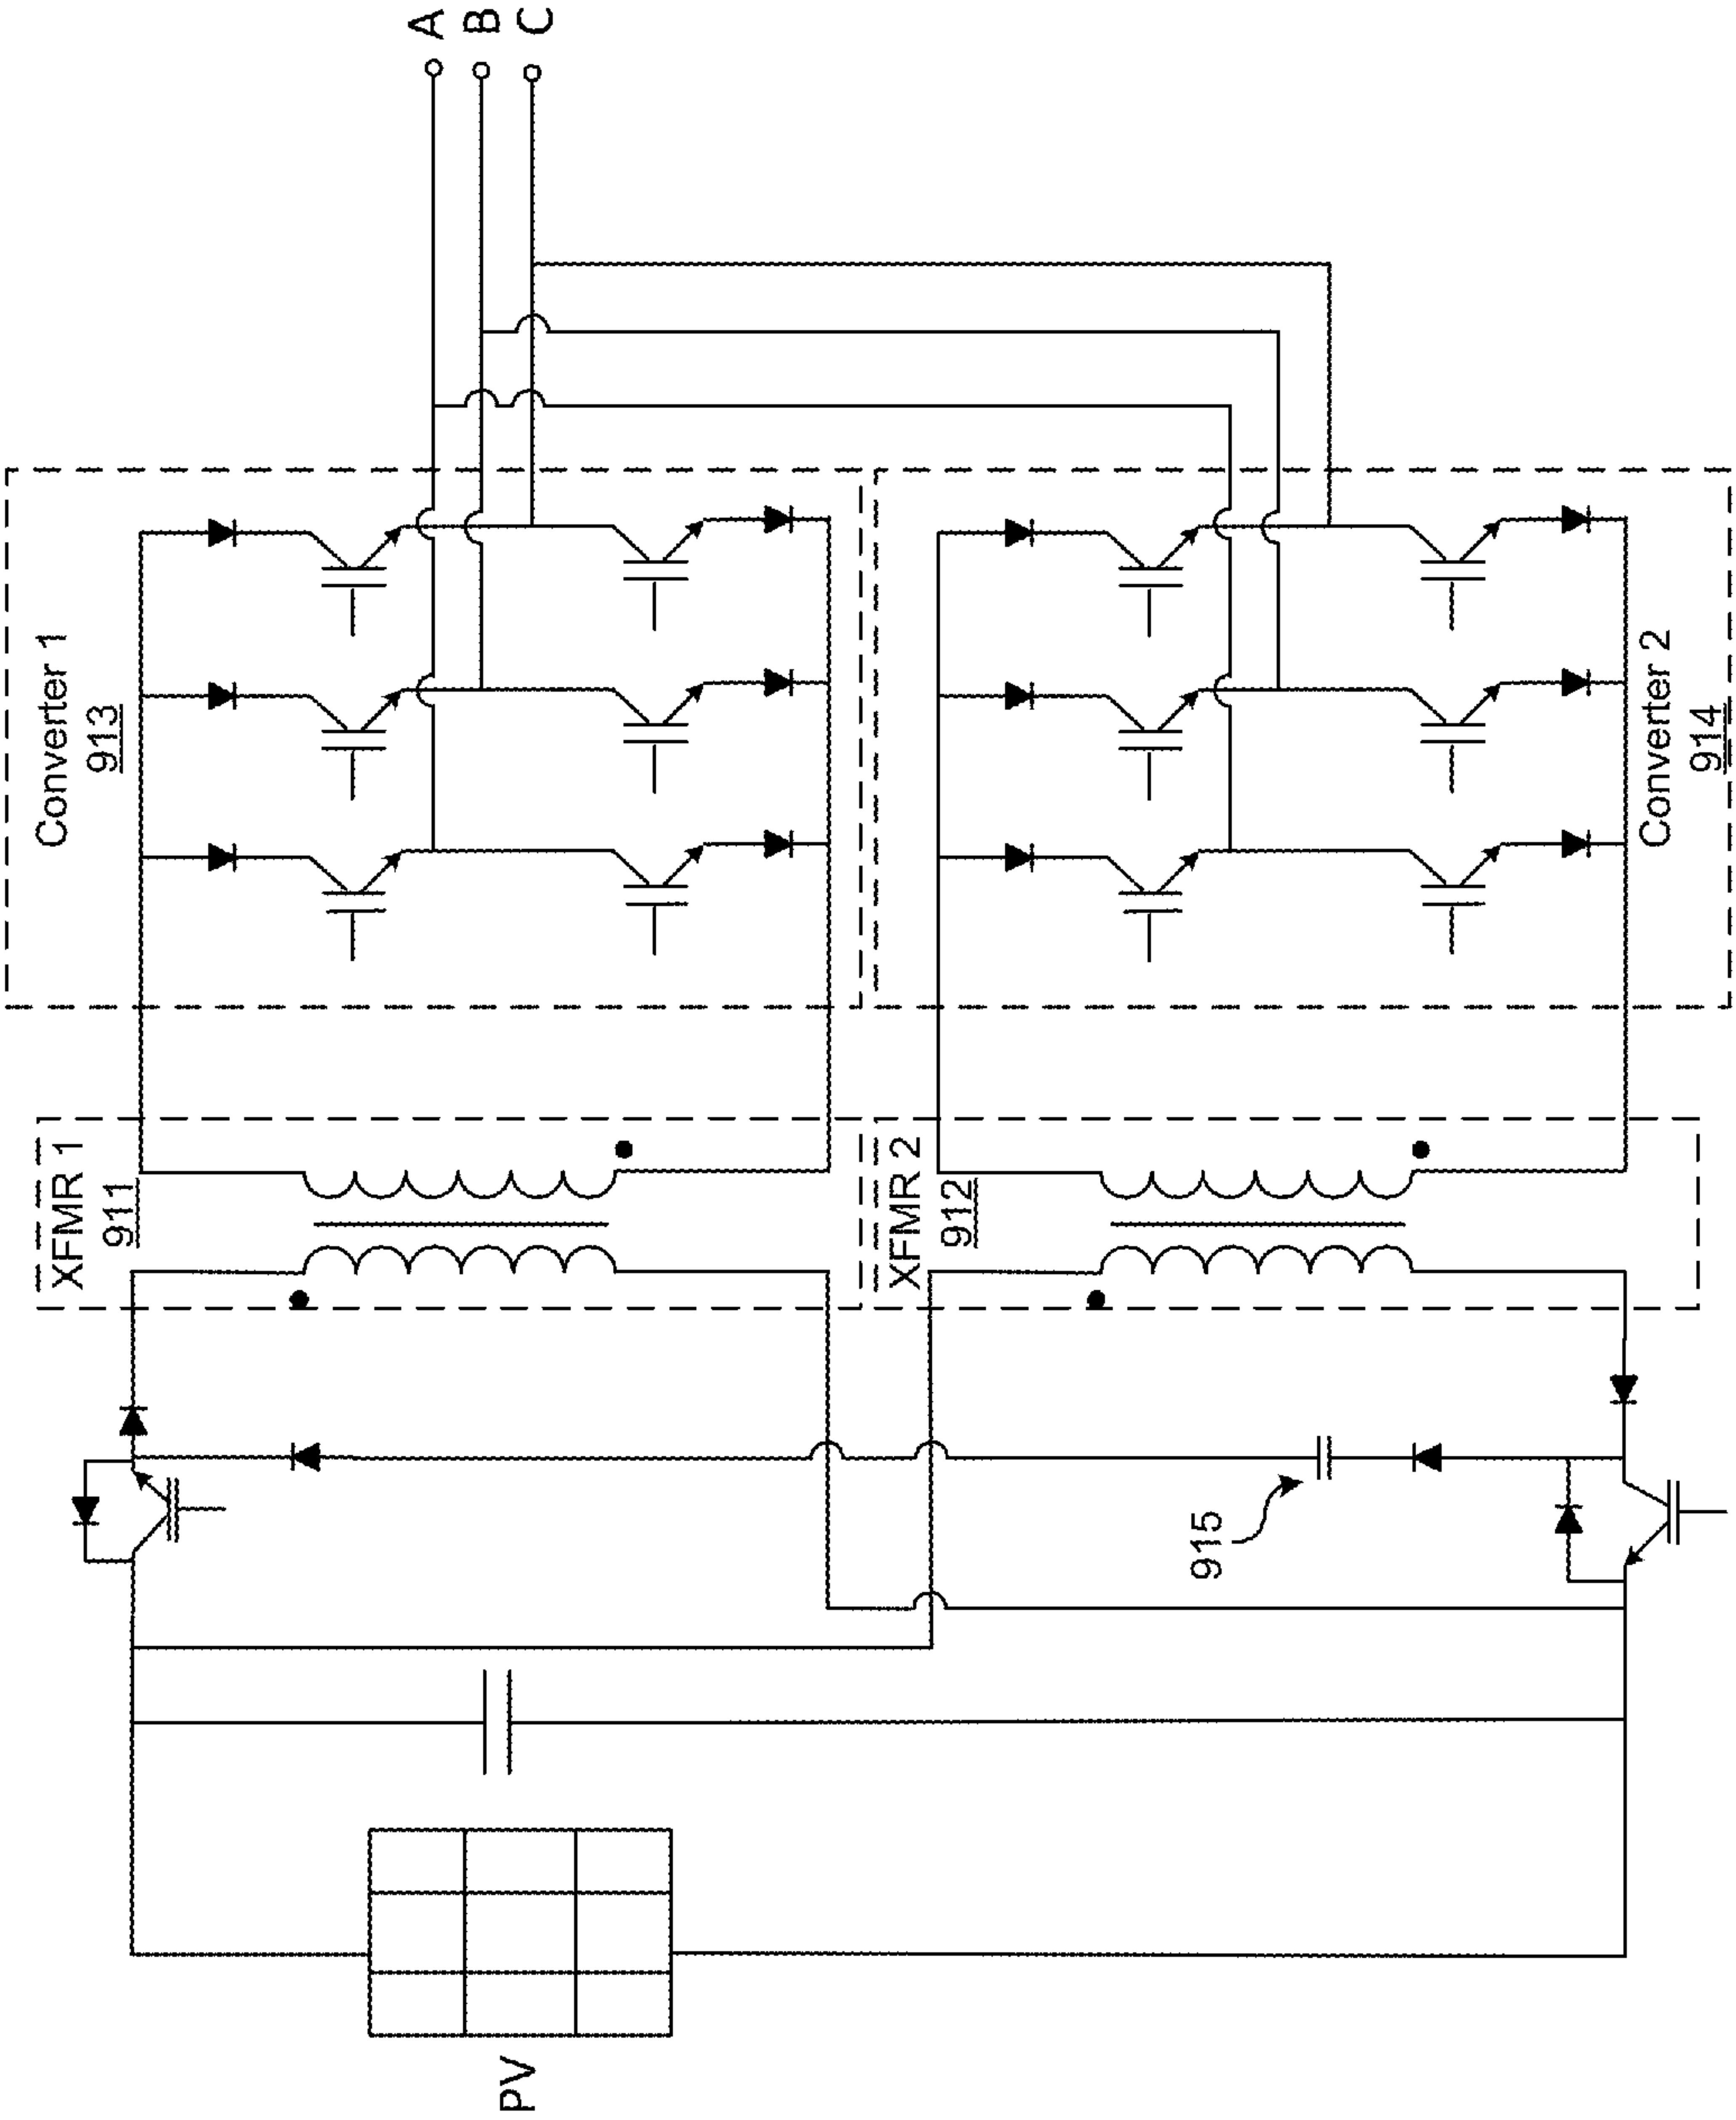 A
B
C
Converter 1
913
Converter 2
914
XFMR 1
911
XFMR 2
912
915
PV